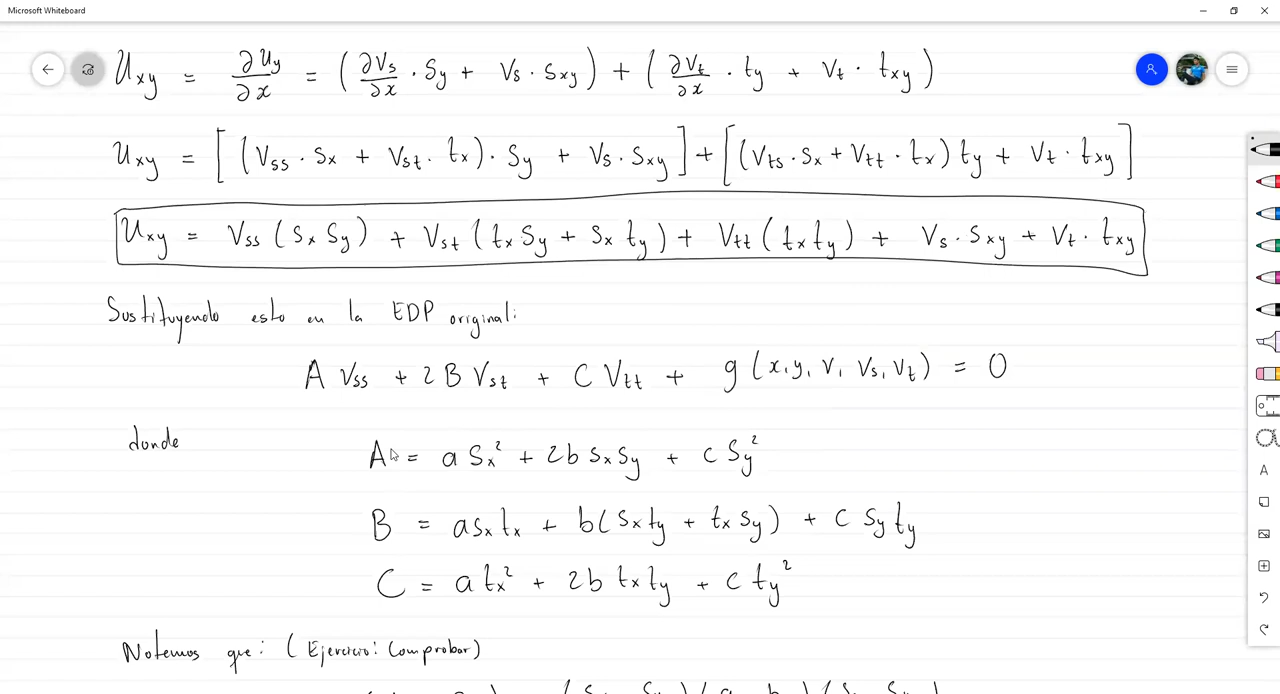 Microsoft Whiteboard
Uxy = ∂Uy/∂x = (∂Vs/∂x · Sy + Vs · Sxy) + (∂Vt/∂x · ty + Vt · txy)
Uxy = [(Vss · Sx + Vst · tx) · Sy + Vs · Sxy] + [(Vts · Sx + Vtt · tx) ty + Vt · txy]
Uxy = Vss (Sx Sy) + Vst (tx Sy + Sx ty) + Vtt (tx ty) + Vs · Sxy + Vt · txy
Sustituyendo esto en la EDP original:
A Vss + 2B Vst + C Vtt + g (x, y, V, Vs, Vt) = 0
donde
A = a Sx² + 2b Sx Sy + c Sy²
B = a Sx tx + b(Sx ty + tx Sy) + c Sy ty
C = a tx² + 2b tx ty + c ty²
Notemos que: (Ejercicio: Comprobar)